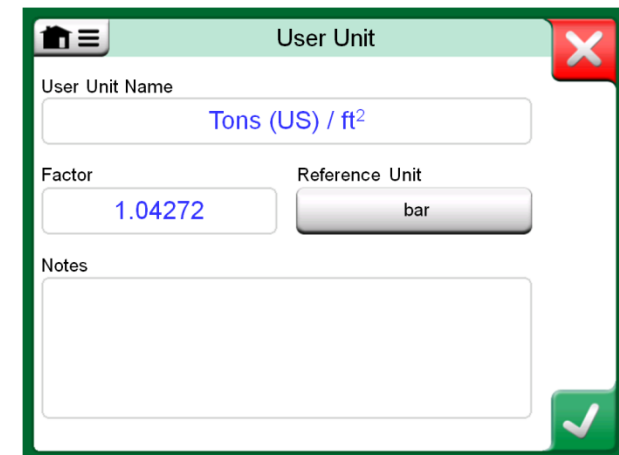 User Unit
User Unit Name
Tons (US) / ft²
Factor
Reference Unit
1.04272
bar
Notes